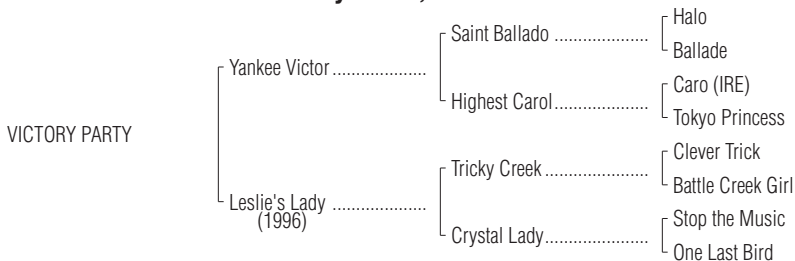 Halo
Saint Ballado ....................
Ballade
Yankee Victor ....................
Caro (IRE)
Highest Carol ....................
Tokyo Princess
VICTORY PARTY
Clever Trick
Tricky Creek ......................
Battle Creek Girl
Leslie's Lady ....................
(1996)
Stop the Music
Crystal Lady ......................
One Last Bird